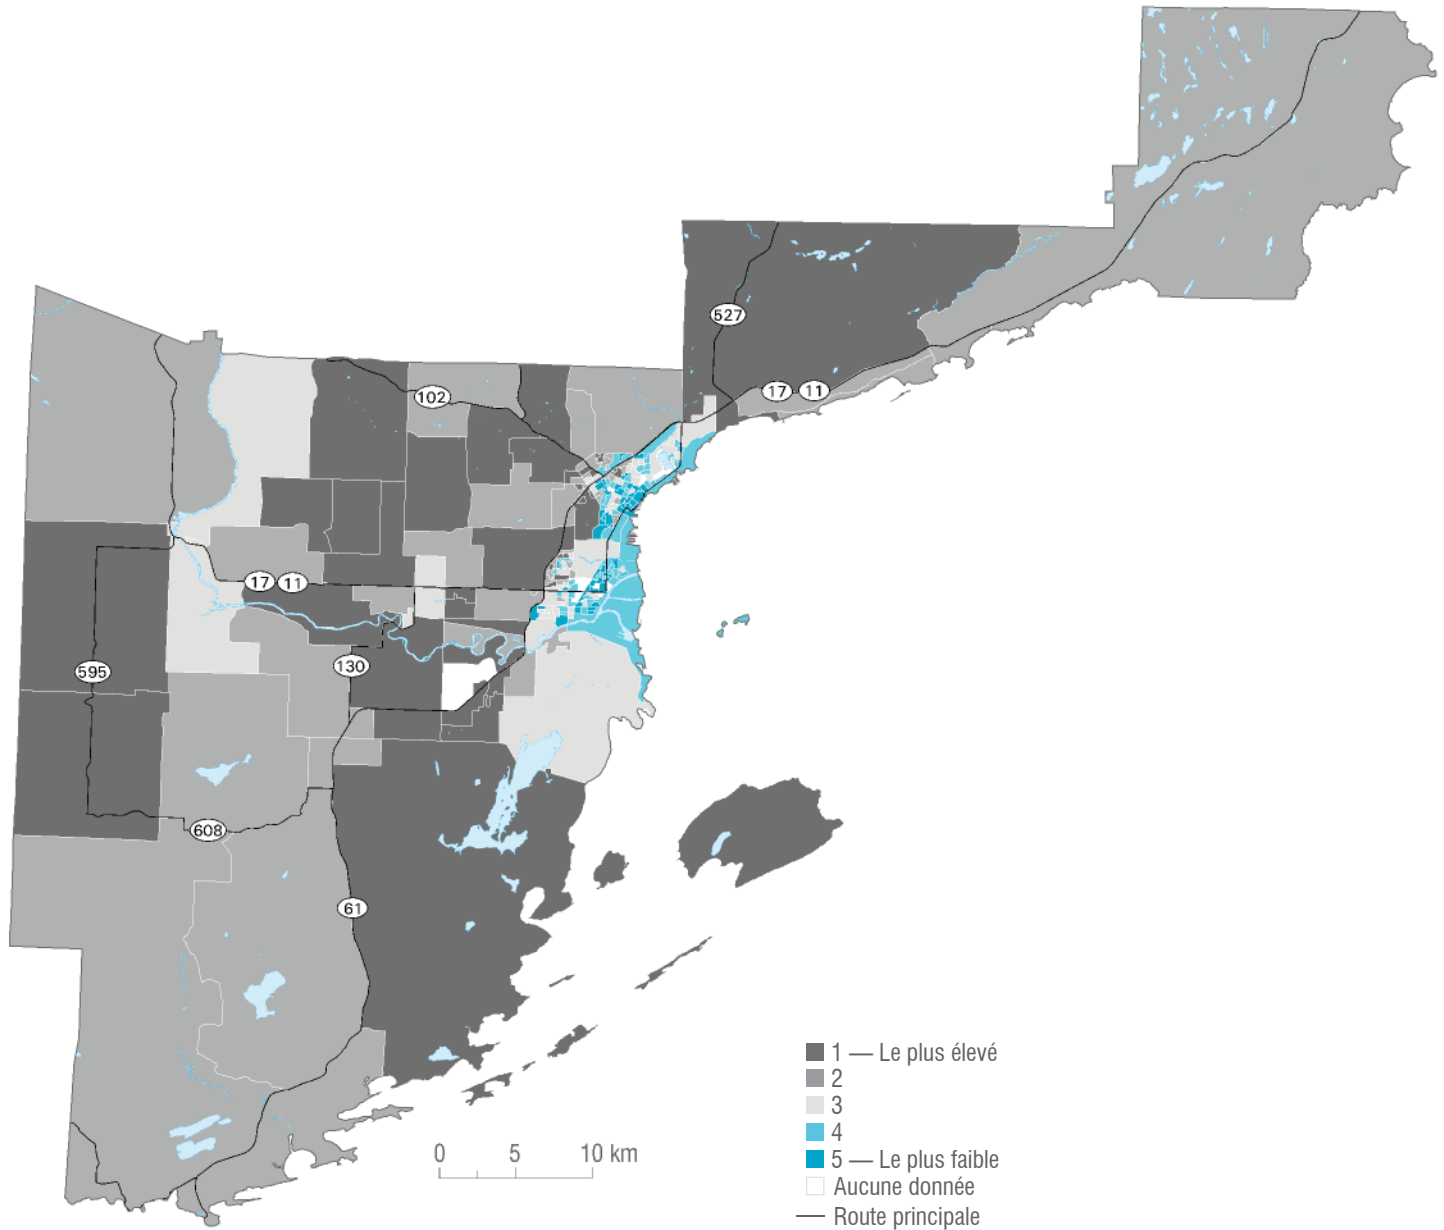 527
17
11
102
17
11
595
130
608
61
1 — Le plus élevé
2
3
4
5 — Le plus faible
Aucune donnée
Route principale
0 5 10 km